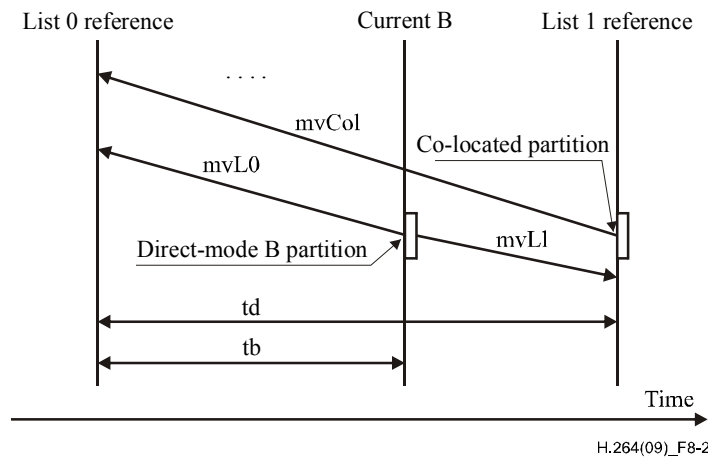 List 0 reference Current B List 1 reference
. . . .
mvCol
Co-located partition
mvL0
mvLl
Direct-mode B partition
td
tb
Time
H.264(09)_F8-2